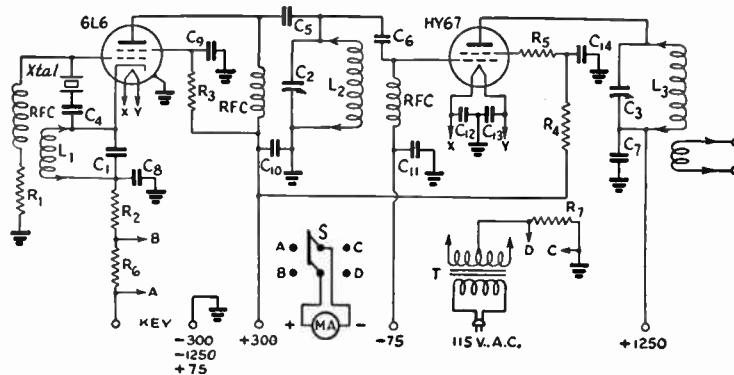 6L6
HY67
Xtal
C9
C5
C6
R5
C14
RFC
C4
X
Y
R3
RFC
C2
L2
RFC
X
C12
C13
Y
R4
C3
L3
L1
C1
C8
C10
C11
C7
R1
R2
B
R6
A
S
A
C
B
D
T
R7
D
C
KEY
-300
-1250
+75
+300
+ MA -
-75
115 V. A.C.
+1250